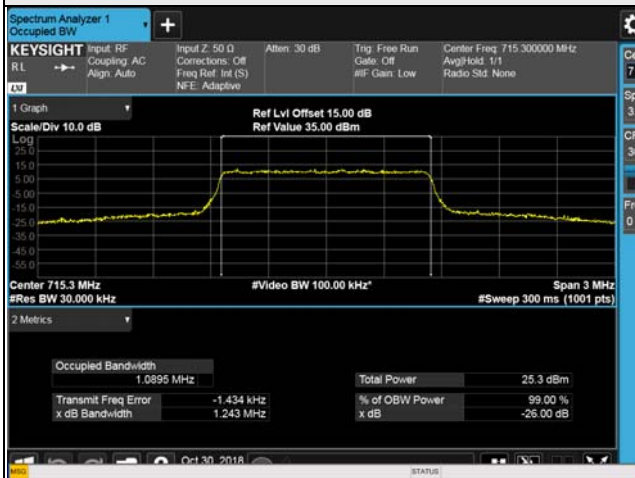 Spectrum Analyzer 1
Occupied BW
+
KEYSIGHT
RL
LXI
Input: RF
Coupling: AC
Align: Auto
Input Z: 50 Ω
Corrections: Off
Freq Ref: Int (S)
NFE: Adaptive
Atten: 30 dB
Trig: Free Run
Gate: Off
#IF Gain: Low
Center Freq: 715.300000 MHz
Avg|Hold: 1/1
Radio Std: None
1 Graph
Scale/Div 10.0 dB
Ref Lvl Offset 15.00 dB
Ref Value 35.00 dBm
Log
25.0
15.0
5.00
-5.00
-15.0
-25.0
-35.0
-45.0
-55.0
Center 715.3 MHz
#Res BW 30.000 kHz
#Video BW 100.00 kHz*
Span 3 MHz
#Sweep 300 ms (1001 pts)
2 Metrics
Occupied Bandwidth
1.0895 MHz
Total Power 25.3 dBm
Transmit Freq Error -1.434 kHz
% of OBW Power 99.00 %
x dB Bandwidth 1.243 MHz
x dB -26.00 dB
Oct 30, 2018
MSG
STATUS